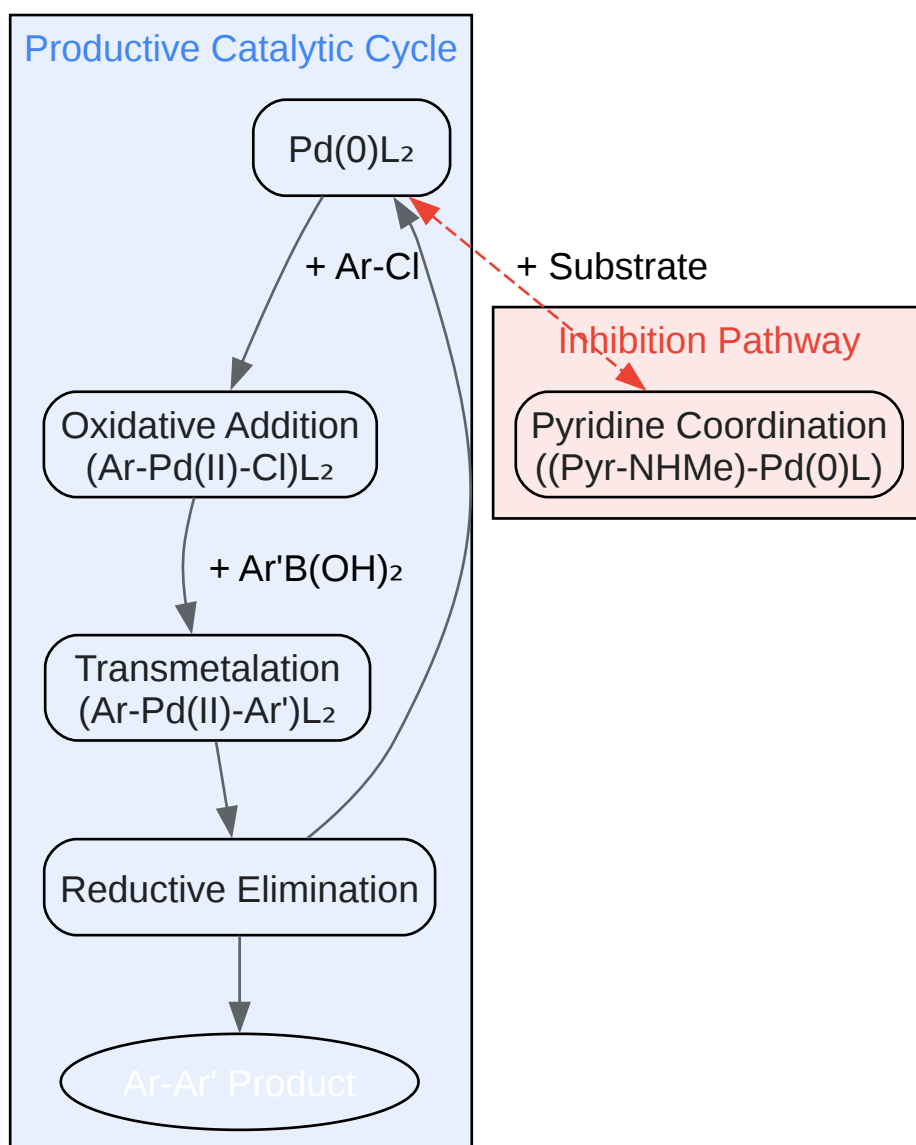 Productive Catalytic Cycle
Pd(0)L₂
+ Ar-Cl
+ Substrate
Inhibition Pathway
Oxidative Addition
(Ar-Pd(II)-Cl)L₂
Pyridine Coordination
((Pyr-NHMe)-Pd(0)L)
+ Ar'B(OH)₂
Transmetalation
(Ar-Pd(II)-Ar')L₂
Reductive Elimination
Ar-Ar' Product